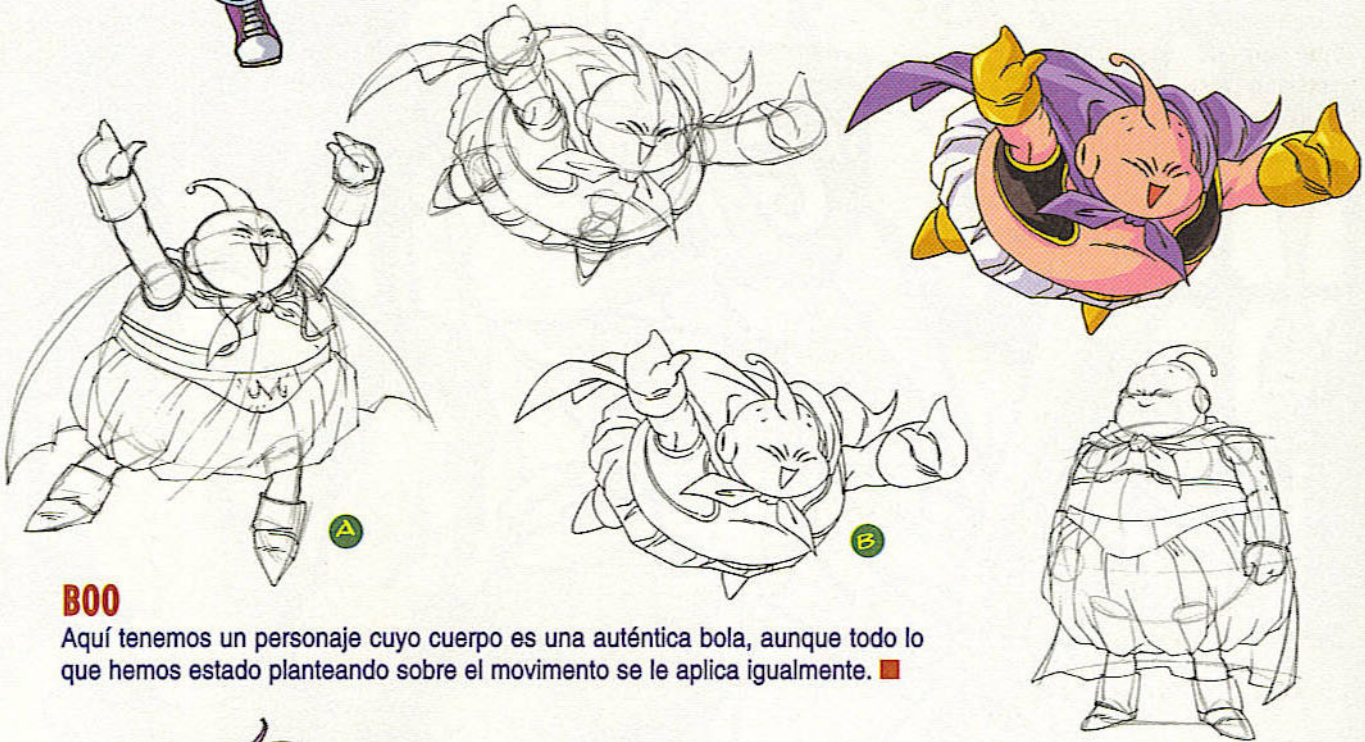 A
B
BOO
Aquí tenemos un personaje cuyo cuerpo es una auténtica bola, aunque todo lo
que hemos estado planteando sobre el movimento se le aplica igualmente.